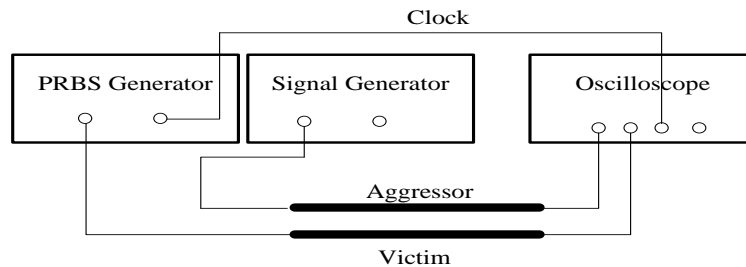 Clock
PRBS Generator
Signal Generator
Oscilloscope
Aggressor
Victim